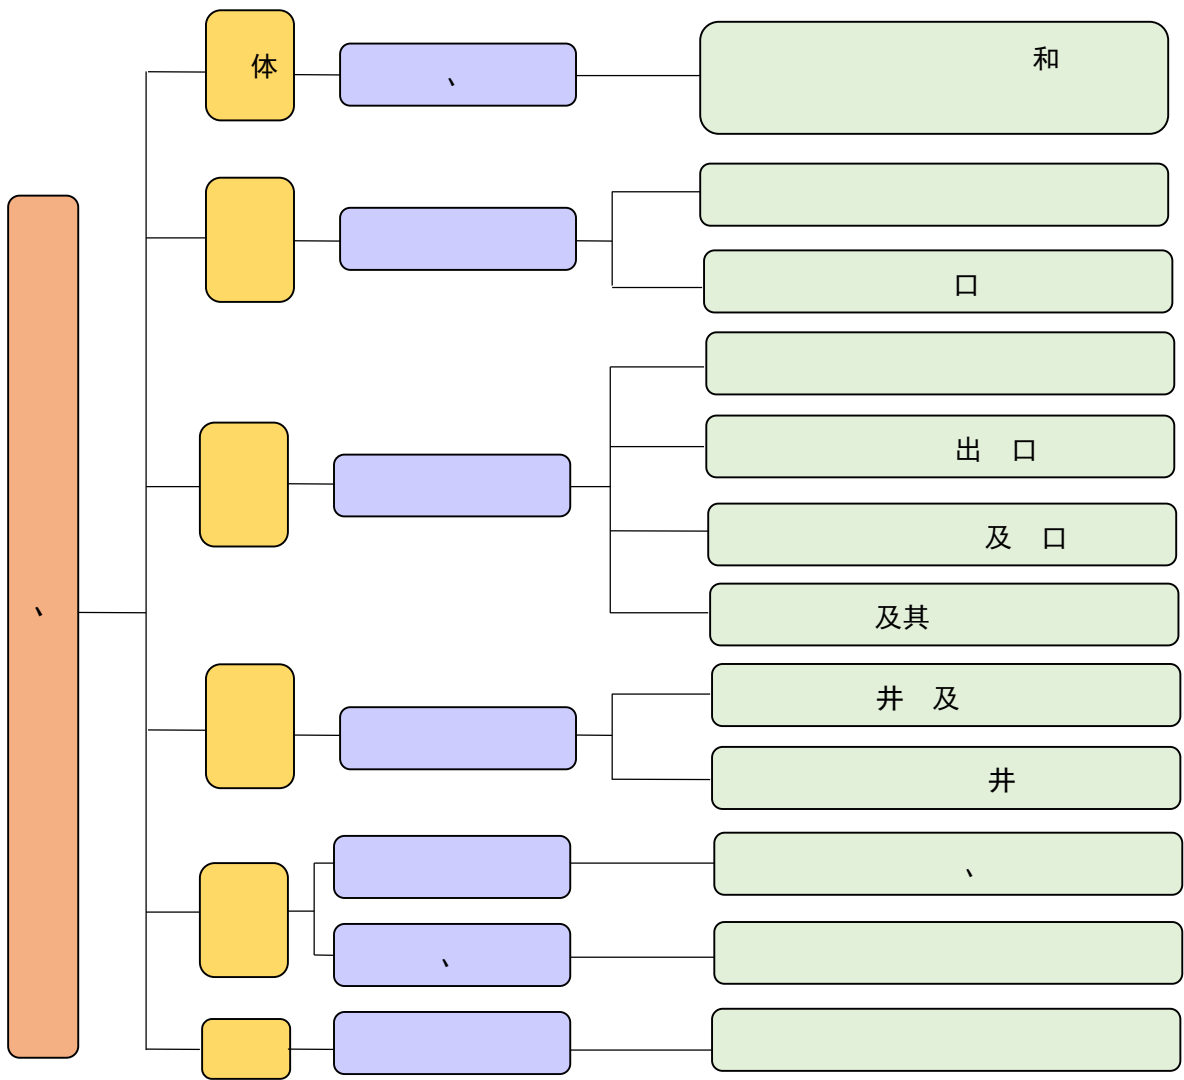 体
、
和
口
出 口
及 口
、
及其
井 及
井
、
、